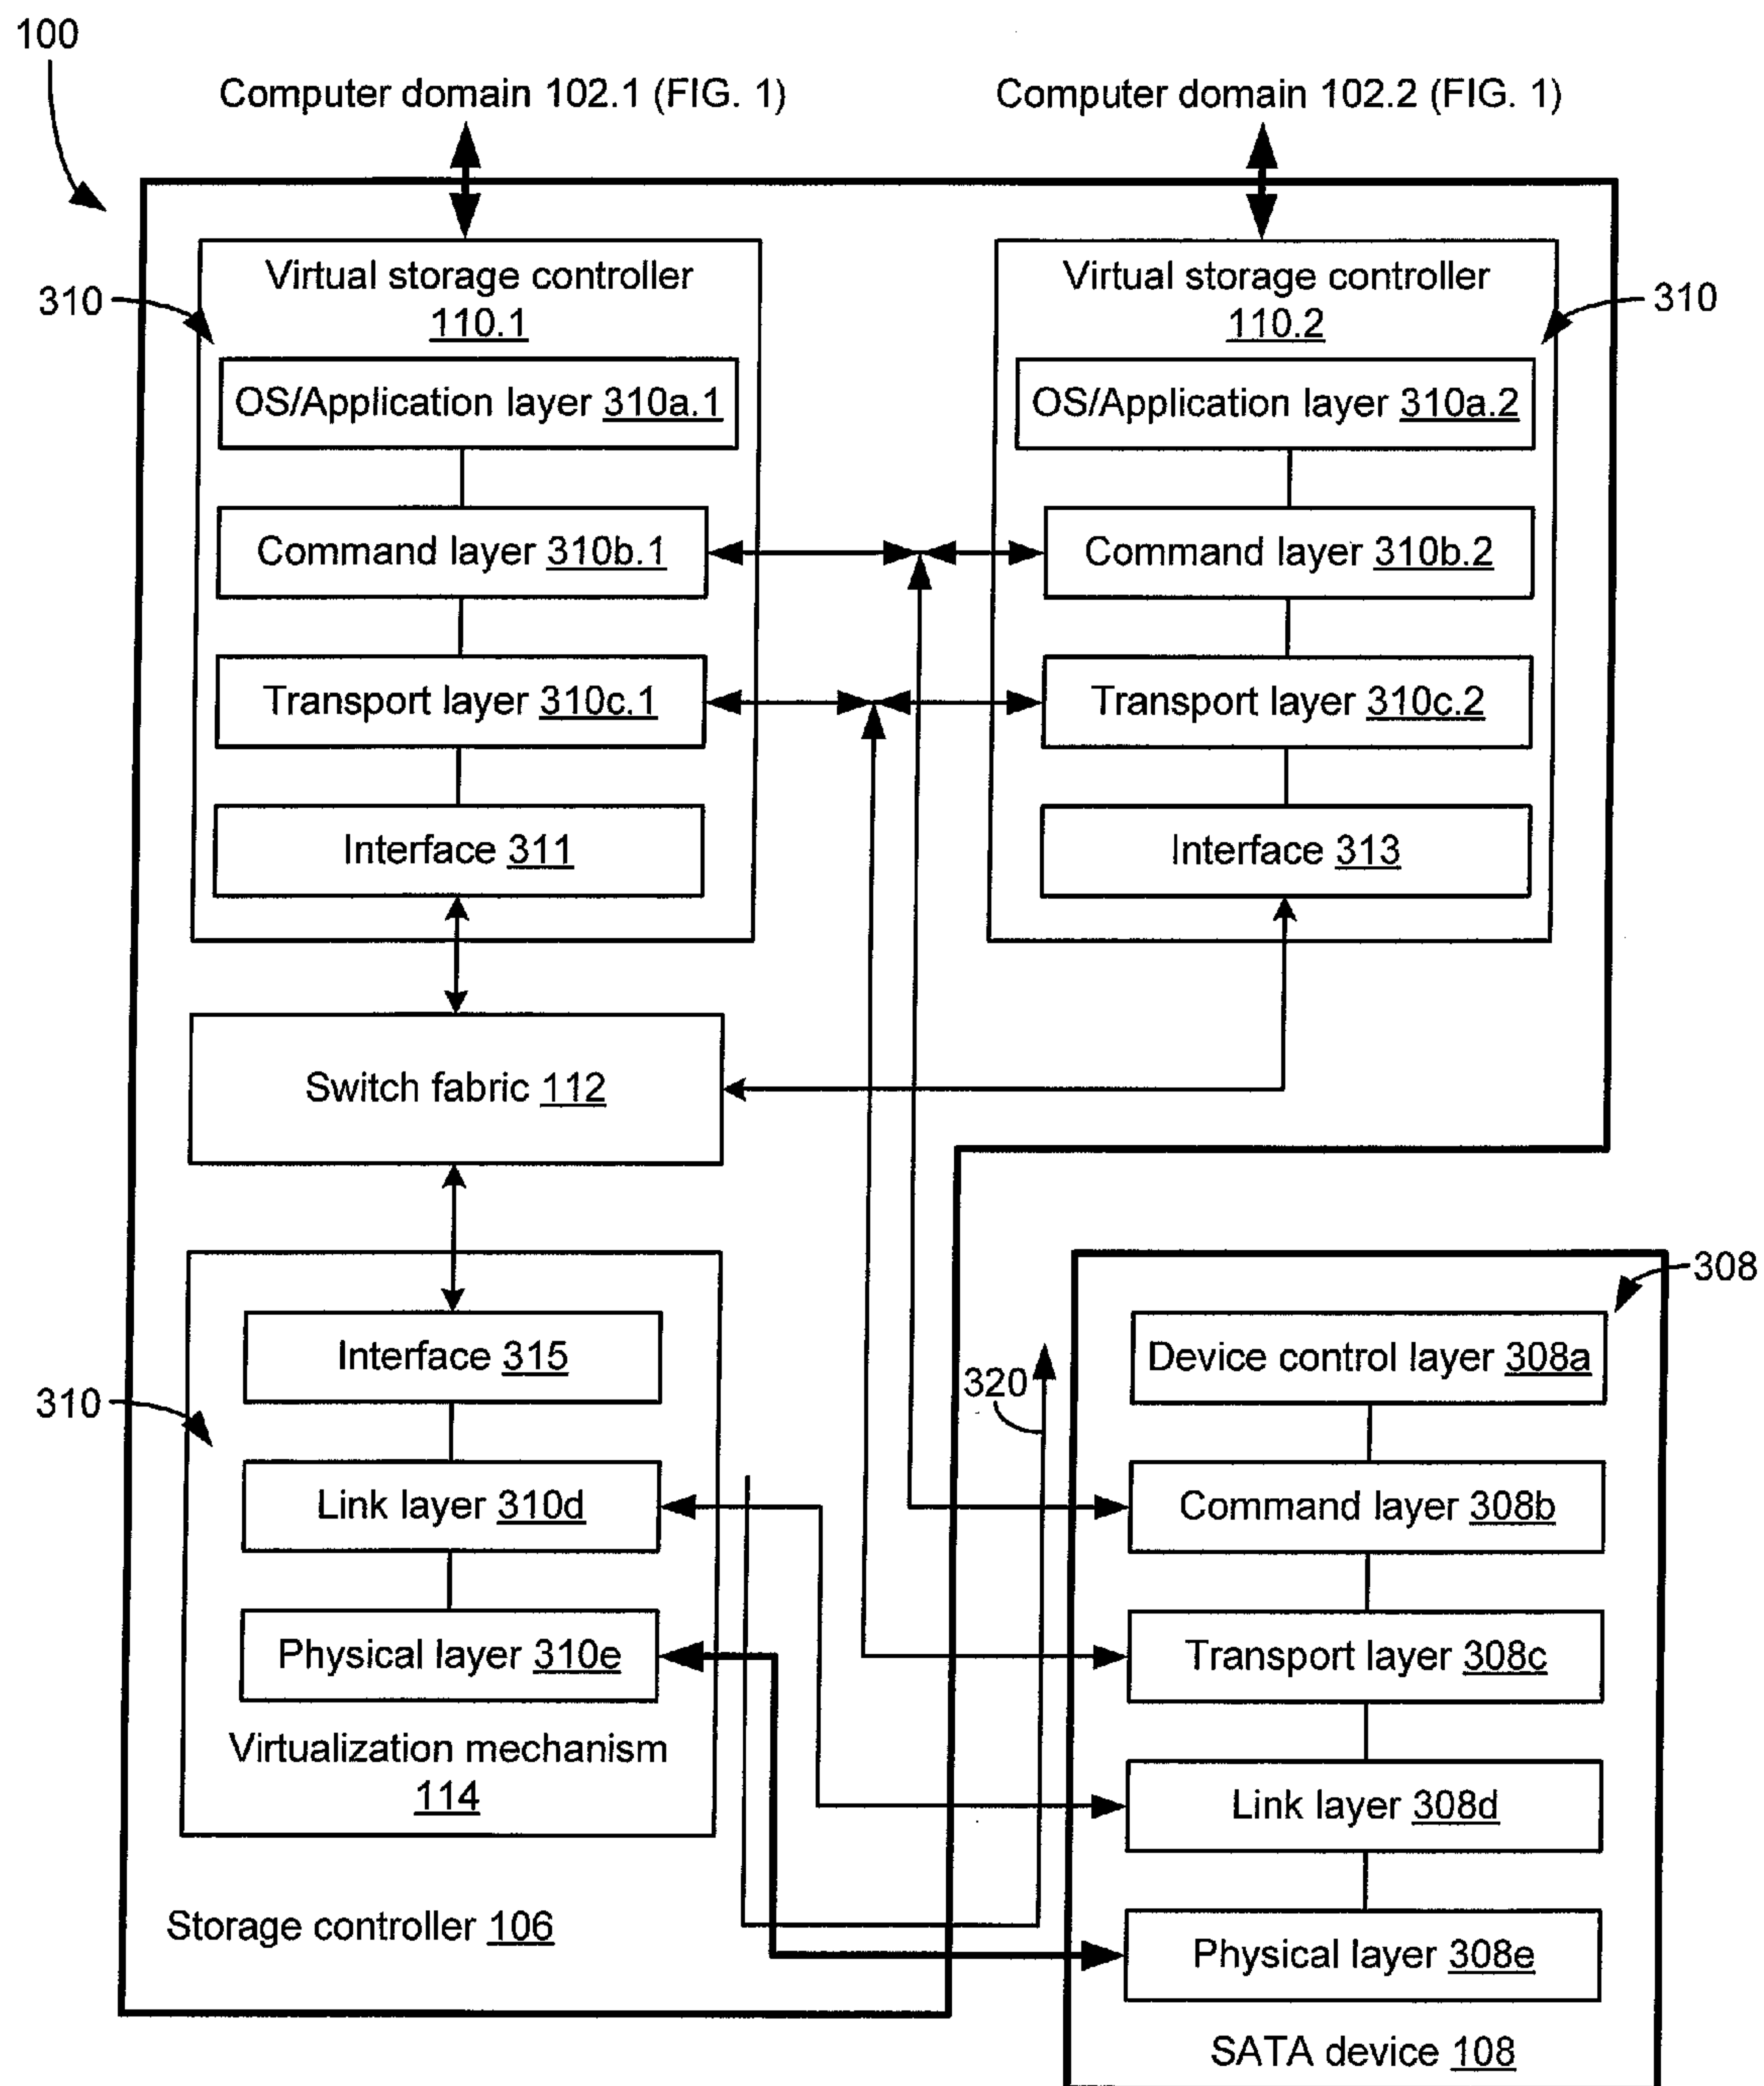 100
Computer domain 102.1 (FIG. 1)
Computer domain 102.2 (FIG. 1)
310
Virtual storage controller
110.1
OS/Application layer 310a.1
Command layer 310b.1
Transport layer 310c.1
Interface 311
Virtual storage controller
110.2
310
OS/Application layer 310a.2
Command layer 310b.2
Transport layer 310c.2
Interface 313
Switch fabric 112
310
Interface 315
Link layer 310d
Physical layer 310e
Virtualization mechanism
114
Storage controller 106
320
308
Device control layer 308a
Command layer 308b
Transport layer 308c
Link layer 308d
Physical layer 308e
SATA device 108